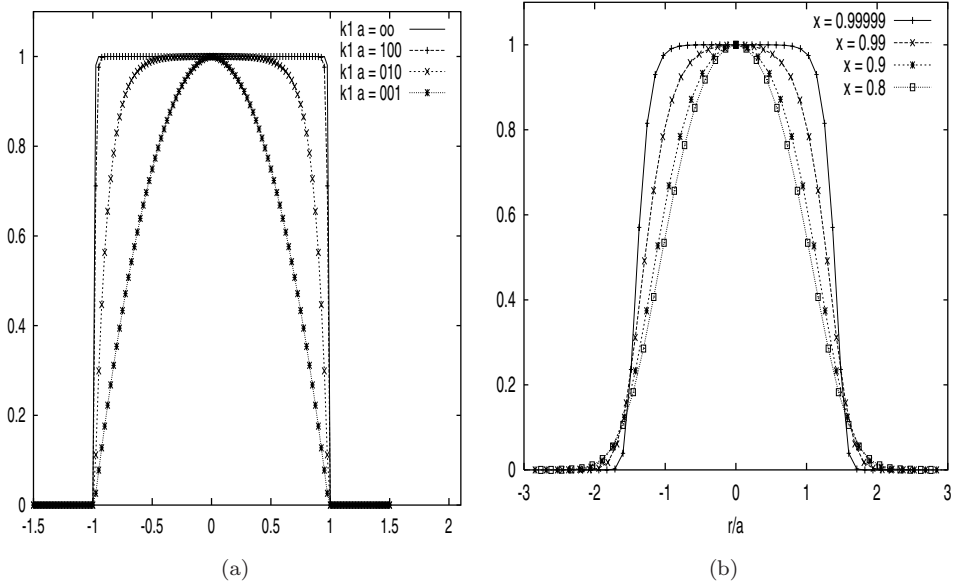 k1 a = oo
k1 a = 100
k1 a = 010
k1 a = 001
1
0.8
0.6
0.4
0.2
0
-1.5
-1
-0.5
0
0.5
1
1.5
2
(a)
x = 0.99999
x = 0.99
x = 0.9
x = 0.8
1
0.8
0.6
0.4
0.2
0
-3
-2
-1
0
1
2
3
r/a
(b)